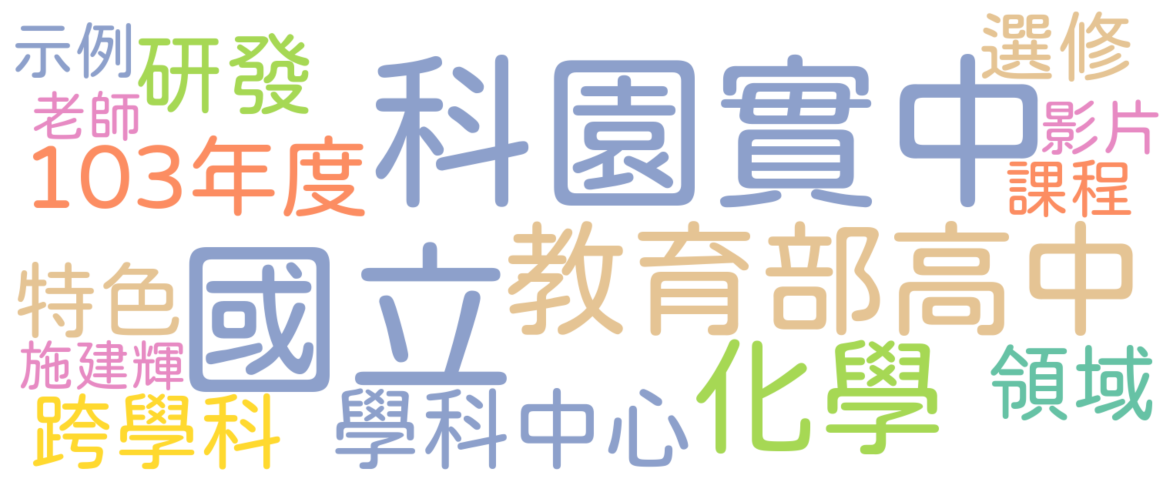 示例
研發
科園實中
選修
老師
影片
103年度
課程
特色
國立
教育部高中
施建輝
化學
領域
跨學科
學科中心